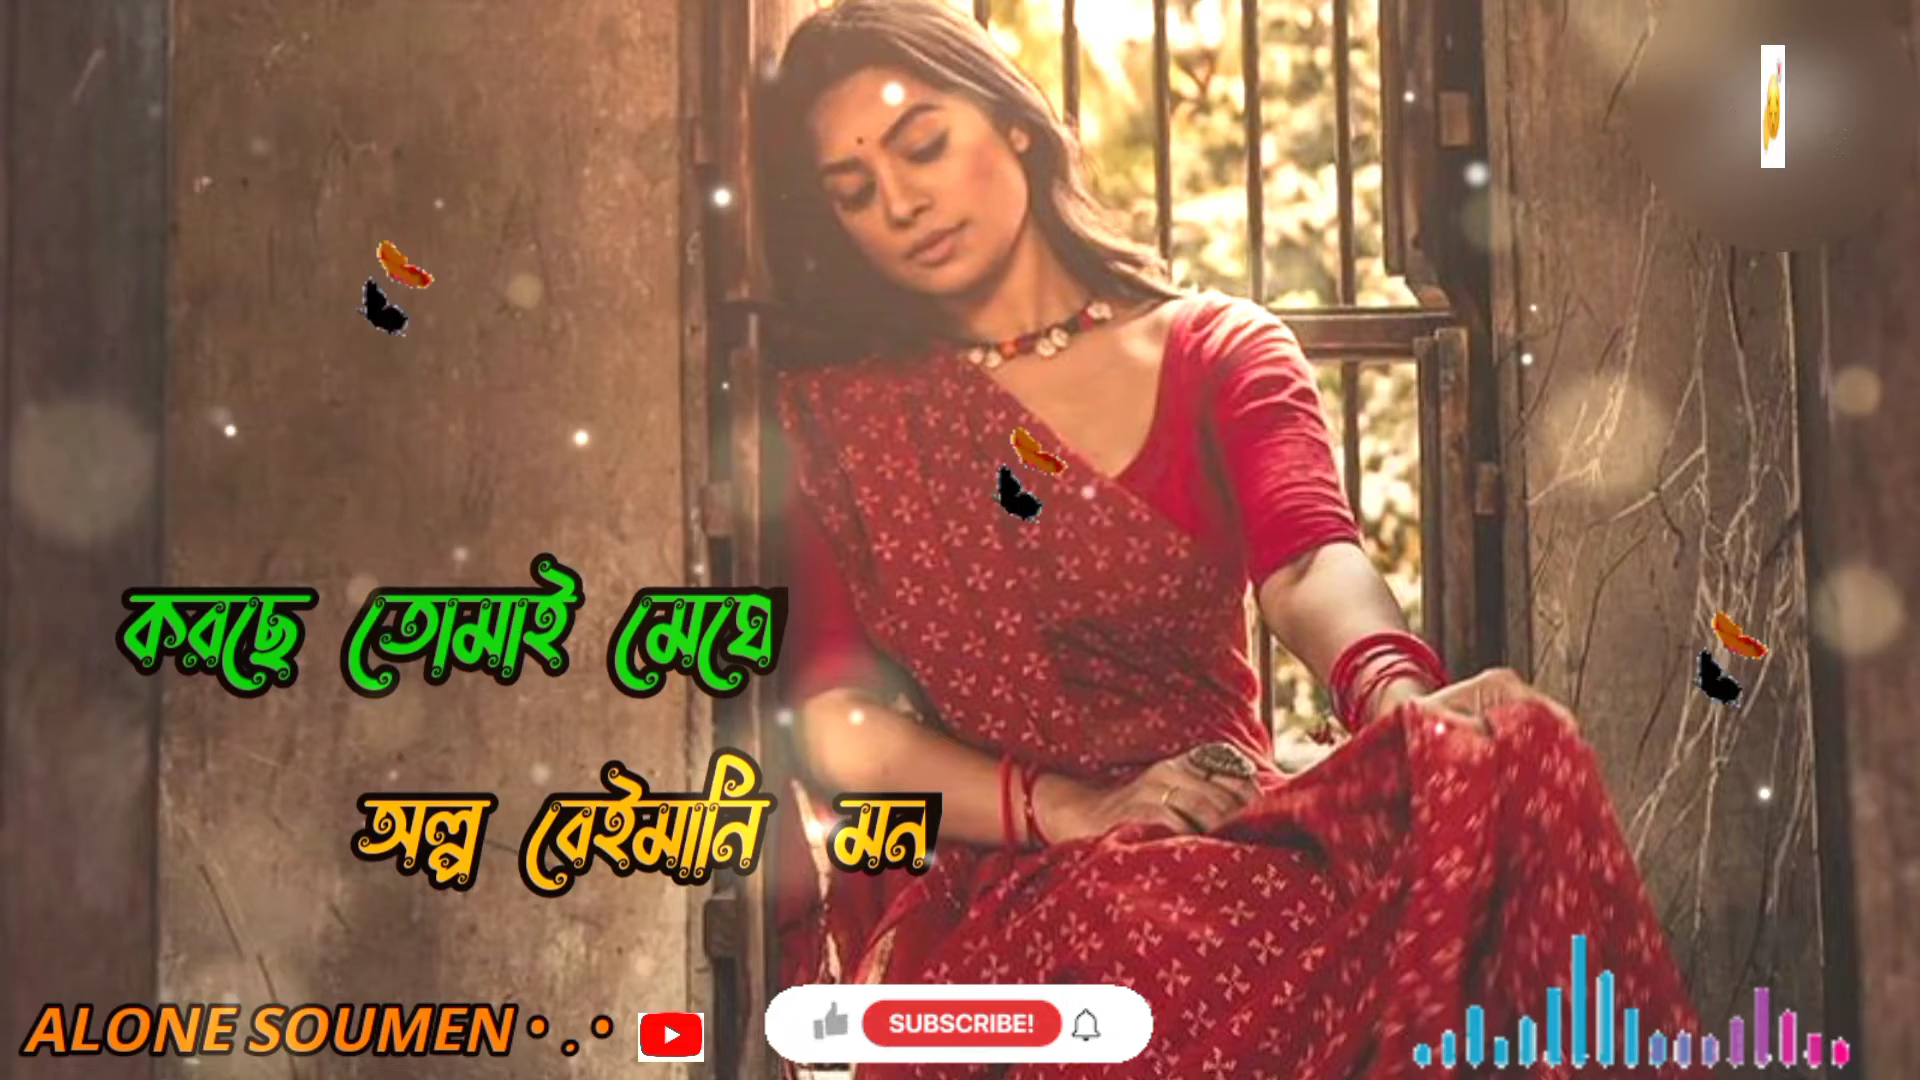 করছে তোমাই মেঘে
অল্প বেইমানি মন
ALONE SOUMEN • . •
SUBSCRIBE!